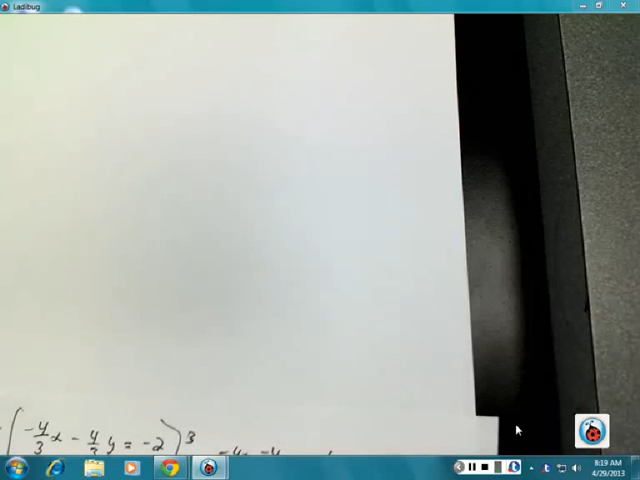 Ladibug
(-4/3 x - 4/3 y = -2)3
8:19 AM
4/29/2013